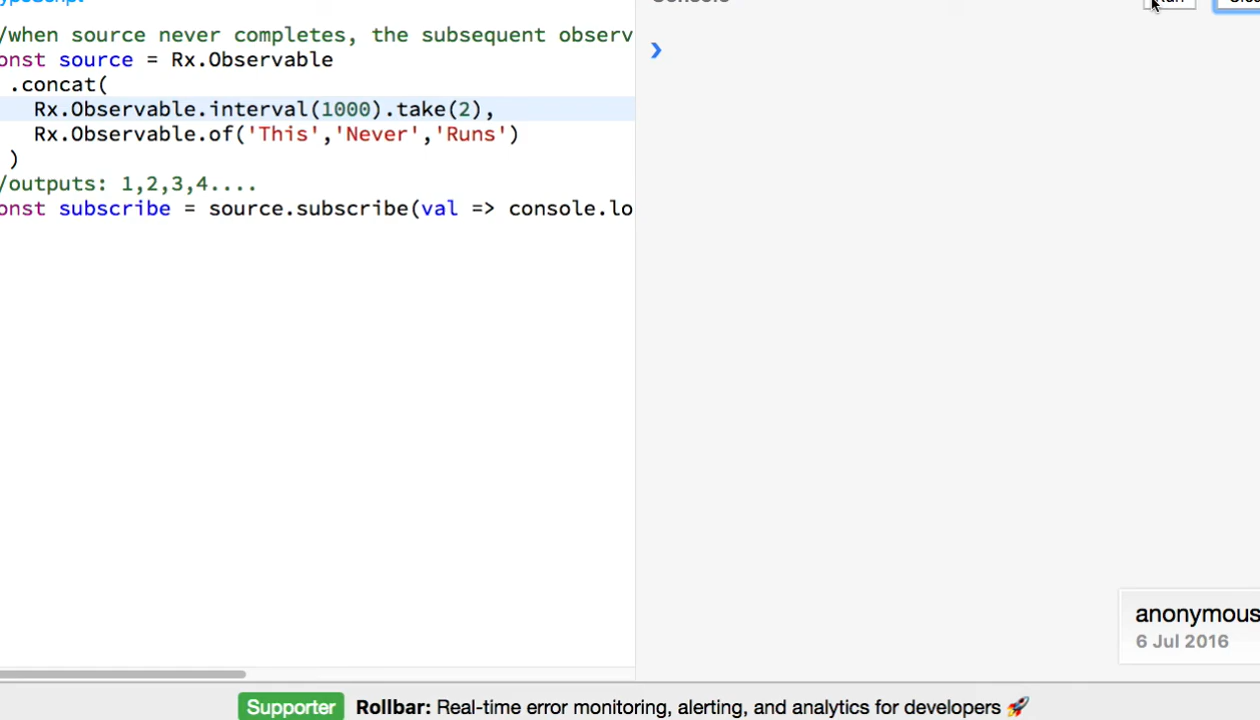 /when source never completes, the subsequent observ
onst source = Rx.Observable
.concat(
Rx.Observable.interval(1000).take(2),
Rx.Observable.of('This','Never','Runs')
)
/outputs: 1,2,3,4....
onst subscribe = source.subscribe(val => console.lo
anonymous
6 Jul 2016
Supporter Rollbar: Real-time error monitoring, alerting, and analytics for developers 🚀